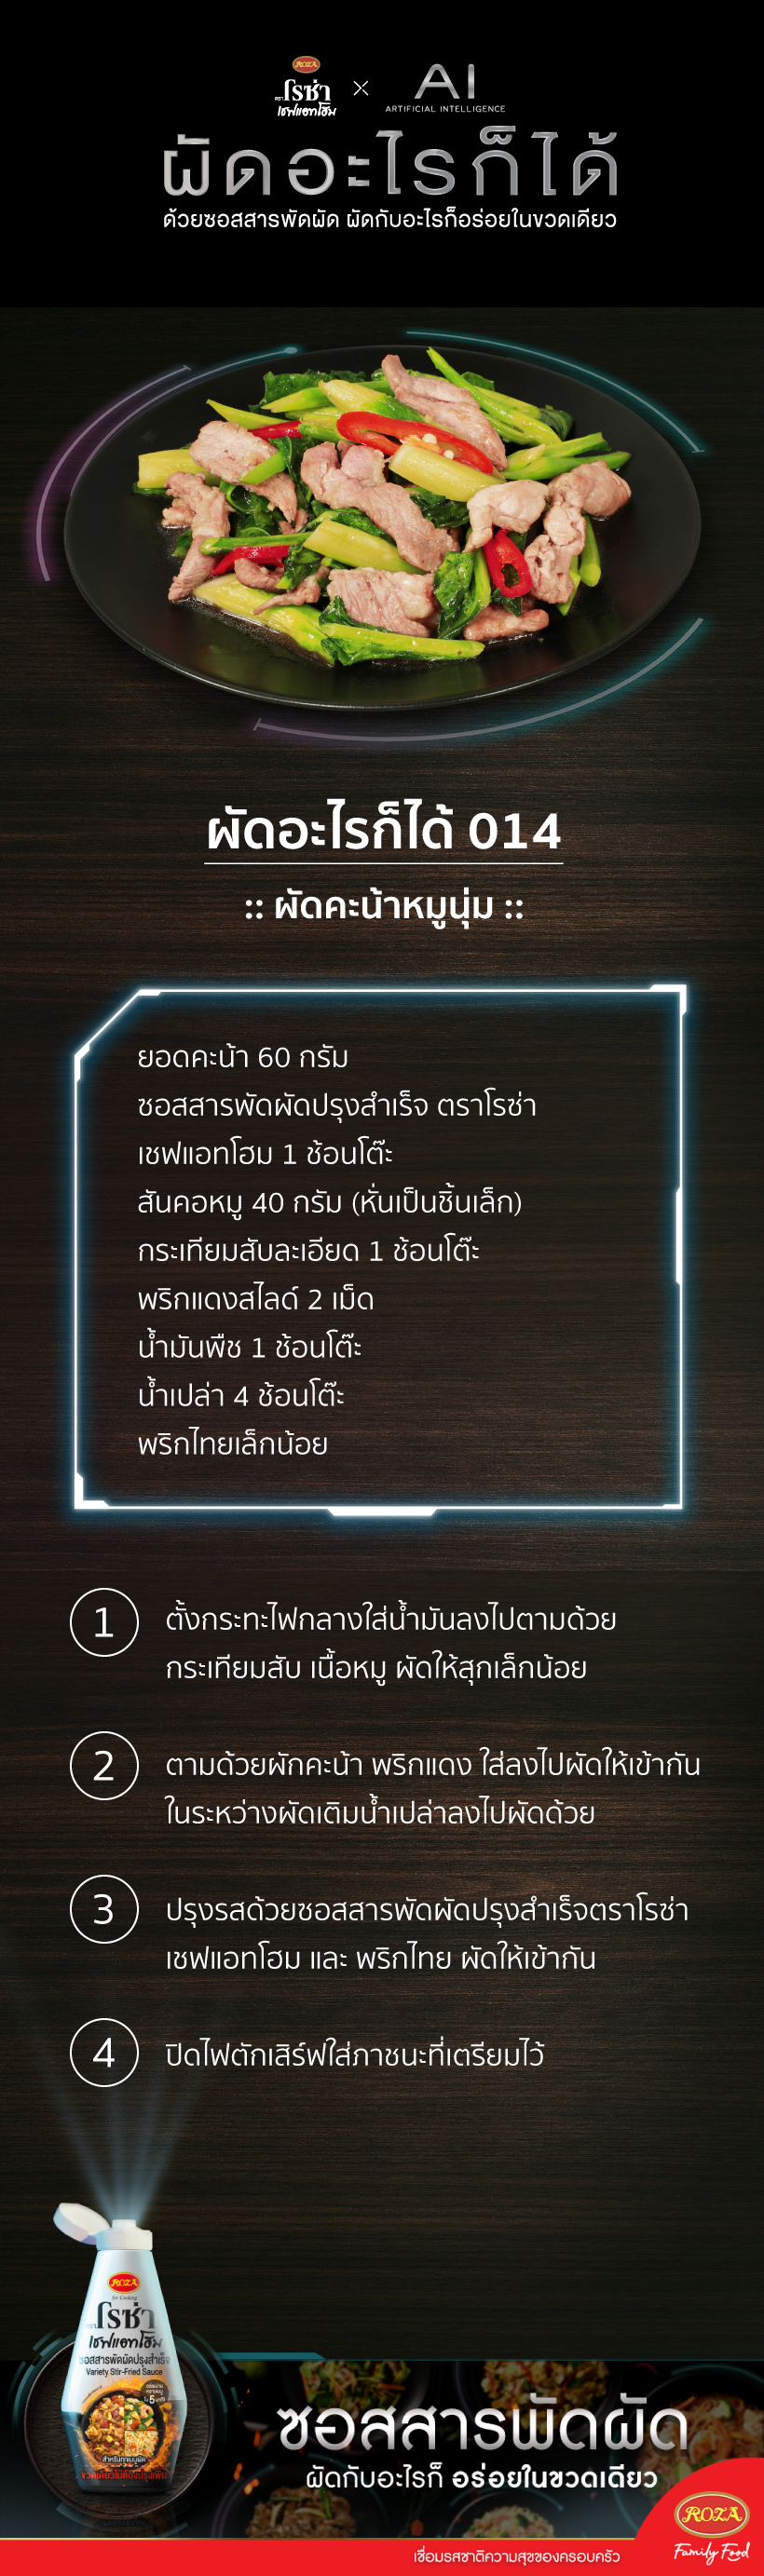 ROZA
ตรา โรซ่า × AI
เชฟแอทโฮม ARTIFICIAL INTELLIGENCE
ผัดอะไรก็ได้
ด้วยซอสสารพัดผัด ผัดกับอะไรก็อร่อยในขวดเดียว
ผัดอะไรก็ได้ 014
:: ผัดคะน้าหมูนุ่ม ::
ยอดคะน้า 60 กรัม
ซอสสารพัดผัดปรุงสำเร็จ ตราโรซ่า
เชฟแอทโฮม 1 ช้อนโต๊ะ
สันคอหมู 40 กรัม (หั่นเป็นชิ้นเล็ก)
กระเทียมสับละเอียด 1 ช้อนโต๊ะ
พริกแดงสไลด์ 2 เม็ด
น้ำมันพืช 1 ช้อนโต๊ะ
น้ำเปล่า 4 ช้อนโต๊ะ
พริกไทยเล็กน้อย
1 ตั้งกระทะไฟกลางใส่น้ำมันลงไปตามด้วย
กระเทียมสับ เนื้อหมู ผัดให้สุกเล็กน้อย
2 ตามด้วยผักคะน้า พริกแดง ใส่ลงไปผัดให้เข้ากัน
ในระหว่างผัดเติมน้ำเปล่าลงไปผัดด้วย
3 ปรุงรสด้วยซอสสารพัดผัดปรุงสำเร็จตราโรซ่า
เชฟแอทโฮม และ พริกไทย ผัดให้เข้ากัน
4 ปิดไฟตักเสิร์ฟใส่ภาชนะที่เตรียมไว้
ROZA
for Cooking
ตรา โรซ่า
เชฟแอทโฮม
ซอสสารพัดผัดปรุงสำเร็จ
Variety Stir-Fried Sauce
สำหรับทุกเมนูผัด
ขวดเดียวไม่ต้องปรุงเพิ่ม
ซอสสารพัดผัด
ผัดกับอะไรก็ อร่อยในขวดเดียว
ROZA
Family Food
เชื่อมรสชาติความสุขของครอบครัว